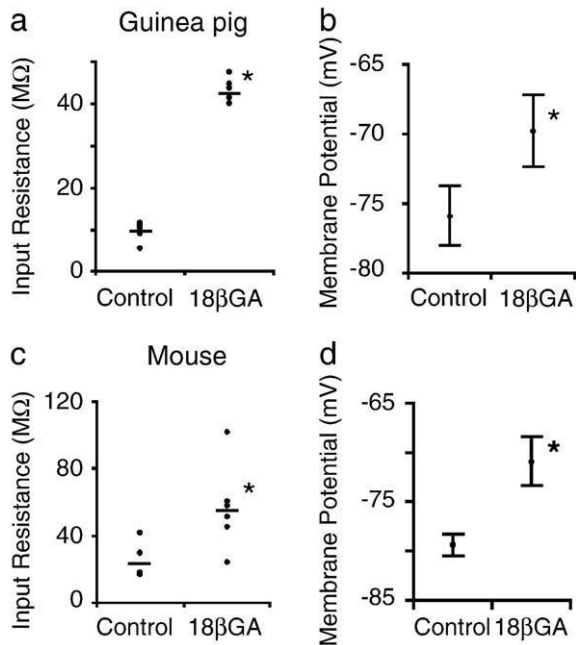 a Guinea pig
Input Resistance (MΩ)
40
20
10
0
Control 18βGA
*
b
Membrane Potential (mV)
-65
-70
-75
-80
Control 18βGA
*
c Mouse
Input Resistance (MΩ)
120
80
40
0
Control 18βGA
*
d
Membrane Potential (mV)
-65
-75
-85
Control 18βGA
*